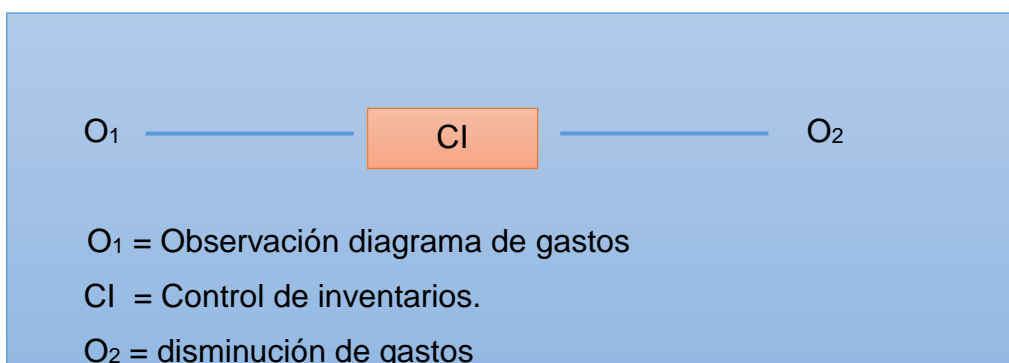 O₁ CI O₂
O₁ = Observación diagrama de gastos
CI = Control de inventarios.
O₂ = disminución de gastos